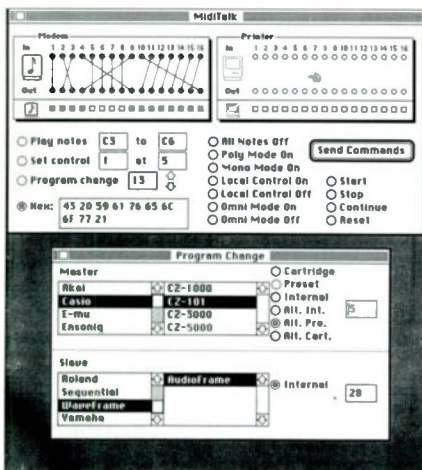 MidiTalk
Modem
Printer
In 1 2 3 4 5 6 7 8 9 10 11 12 13 14 15 16
In 1 2 3 4 5 6 7 8 9 10 11 12 13 14 15 16
Out
Out
Play notes C3 to C6
Set control 1 at 5
Program change 13
Hex: 43 20 59 61 76 65 6C
6F 77 21
All Notes Off
Poly Mode On
Mono Mode On
Local Control On
Local Control Off
Omni Mode On
Omni Mode Off
Send Commands
Start
Stop
Continue
Reset
Program Change
Master
Akai
Casio
E-mu
Ensoniq
CZ-1000
CZ-101
CZ-3000
CZ-5000
Cartridge
Preset
Internal
Alt. Int.
Alt. Pre.
Alt. Cart.
5
Slave
Roland
Sequential
WaveFrame
Yamaha
AudioFrame
Internal
28